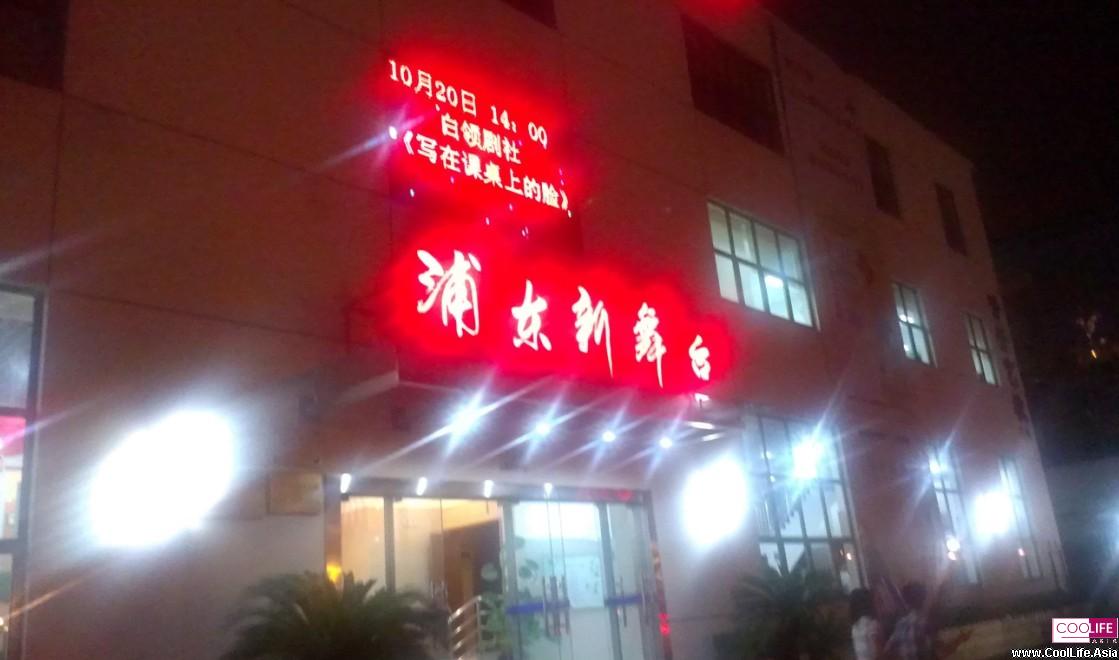 10月20日 14：00
白领剧社
《写在课桌上的脸》
浦东新舞台
COOLIFE
www.CoolLife.Asia